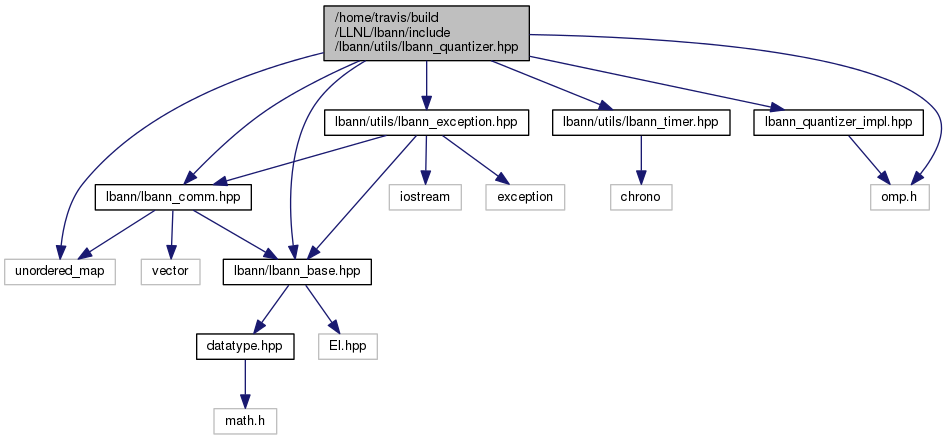 /home/travis/build
/LLNL/lbann/include
/lbann/utils/lbann_quantizer.hpp
lbann/utils/lbann_exception.hpp
lbann/utils/lbann_timer.hpp
lbann_quantizer_impl.hpp
lbann/lbann_comm.hpp
iostream
exception
chrono
omp.h
unordered_map
vector
lbann/lbann_base.hpp
datatype.hpp
El.hpp
math.h